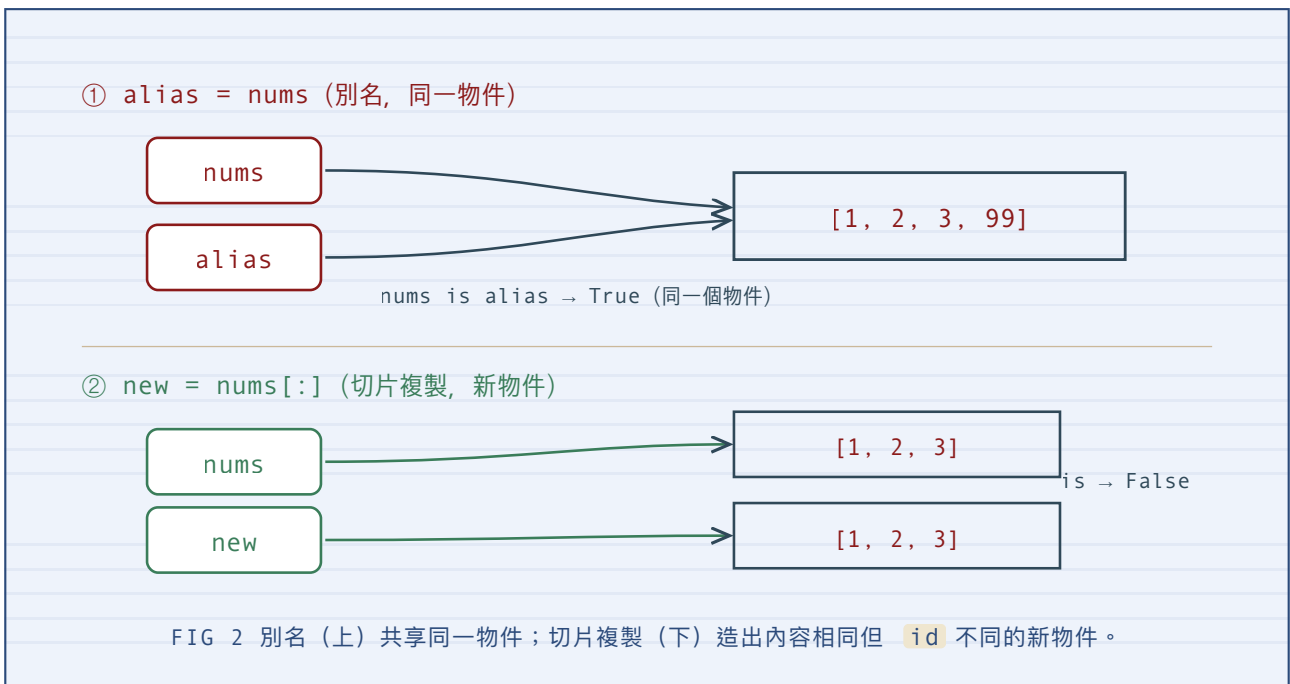 ① alias = nums (別名, 同一物件)
nums
alias
[1, 2, 3, 99]
nums is alias → True (同一個物件)
② new = nums[:] (切片複製, 新物件)
nums
[1, 2, 3]
is → False
new
[1, 2, 3]
FIG 2 別名 (上) 共享同一物件；切片複製 (下) 造出內容相同但 id 不同的新物件。